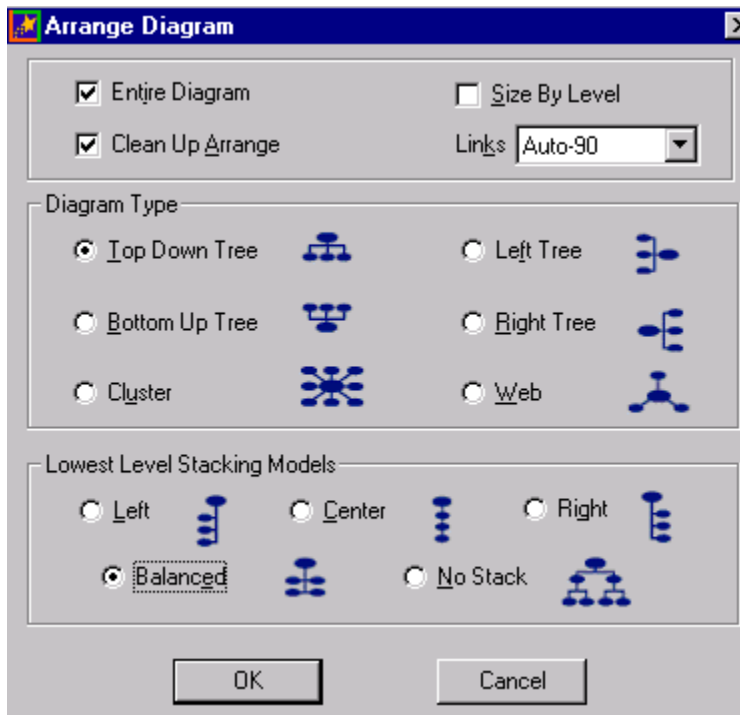 Arrange Diagram
Entire Diagram
Size By Level
Clean Up Arrange
Links Auto-90
Diagram Type
Top Down Tree
Left Tree
Bottom Up Tree
Right Tree
Cluster
Web
Lowest Level Stacking Models
Left
Center
Right
Balanced
No Stack
OK
Cancel